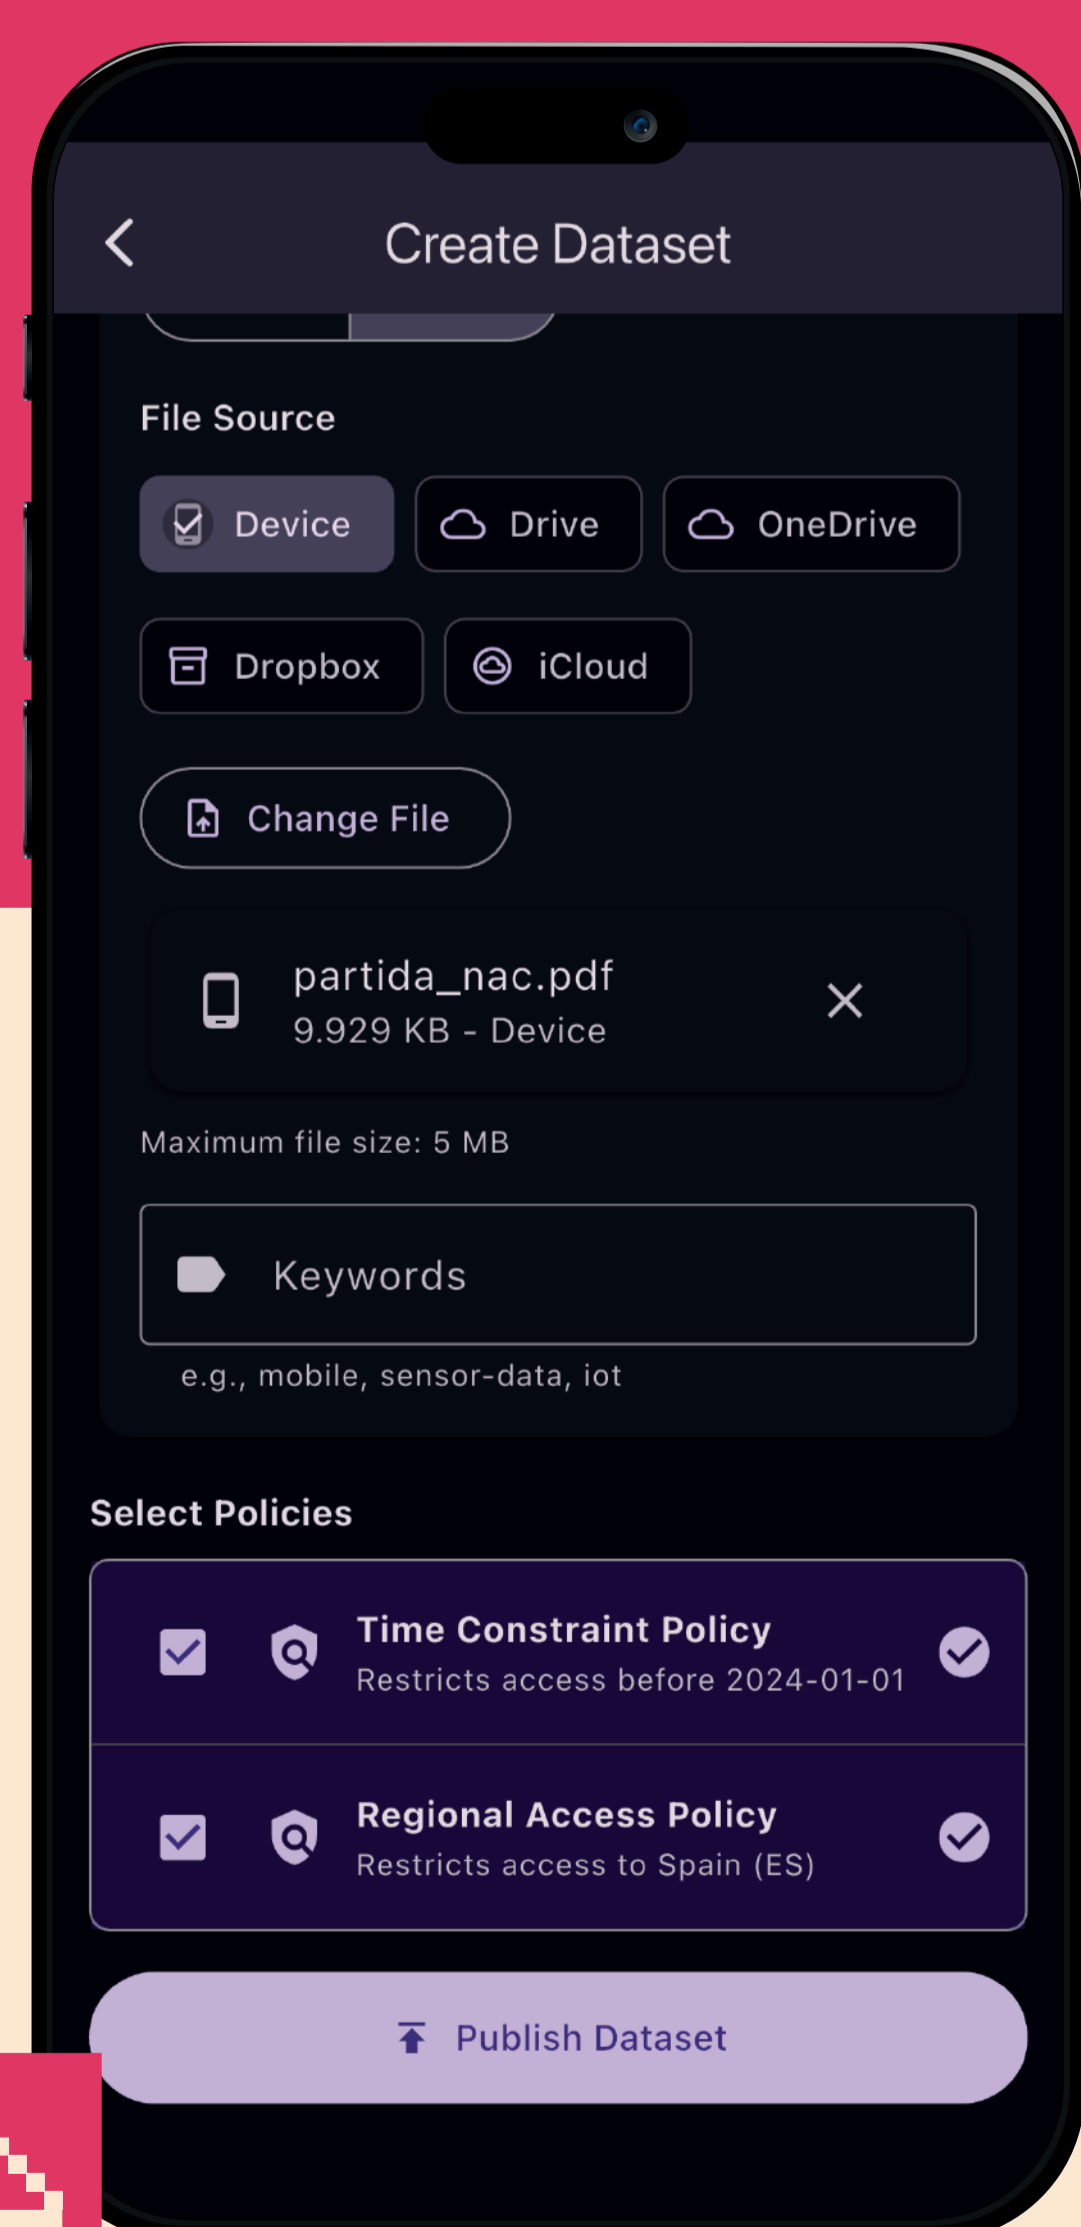 Create Dataset
File Source
Device
Drive
OneDrive
Dropbox
iCloud
Change File
partida_nac.pdf
9.929 KB - Device
Maximum file size: 5 MB
Keywords
e.g., mobile, sensor-data, iot
Select Policies
Time Constraint Policy
Restricts access before 2024-01-01
Regional Access Policy
Restricts access to Spain (ES)
Publish Dataset